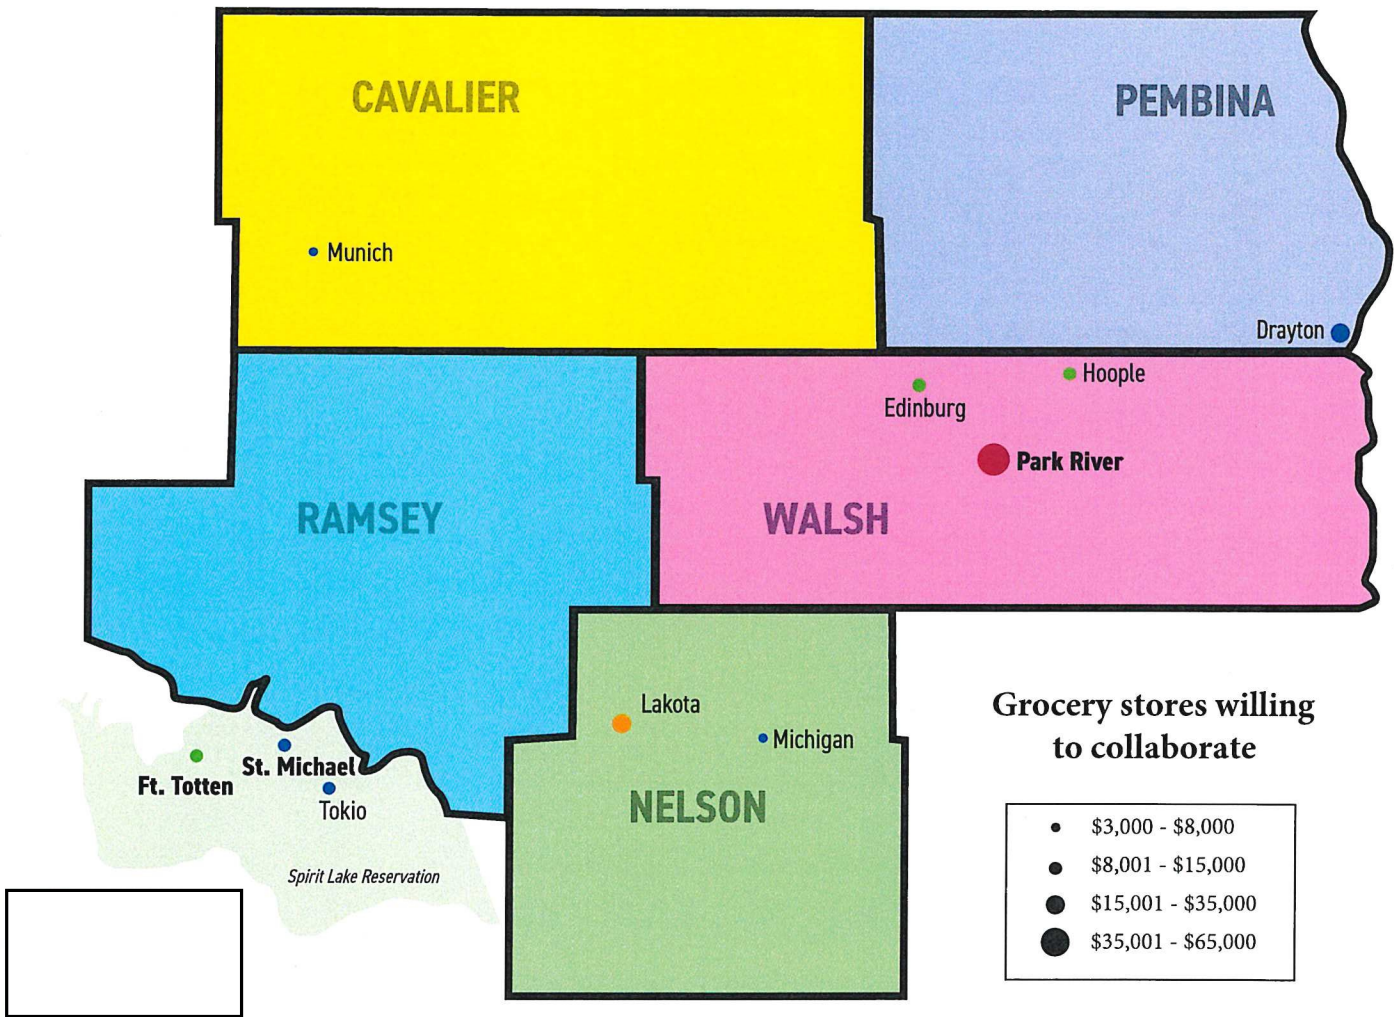 CAVALIER
PEMBINA
Munich
Drayton
Hoople
Edinburg
Park River
RAMSEY
WALSH
Lakota
Michigan
St. Michael
Ft. Totten
Tokio
NELSON
Spirit Lake Reservation
Grocery stores willing
to collaborate
$3,000 - $8,000
$8,001 - $15,000
$15,001 - $35,000
$35,001 - $65,000